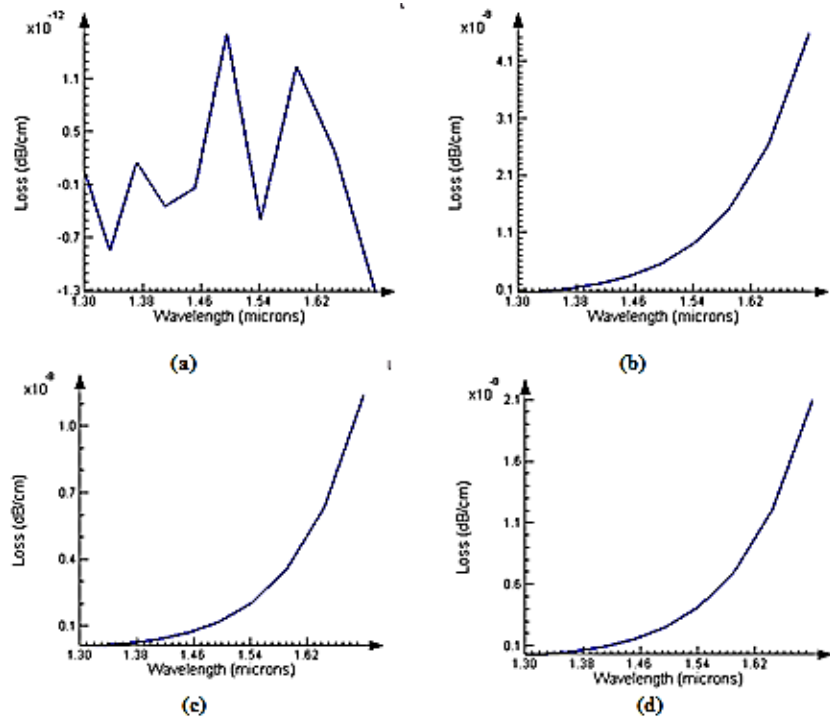 x10 -12
1.1
0.5
-0.1
-0.7
-1.3
Loss (dB/cm)
1.30 1.38 1.46 1.54 1.62
Wavelength (microns)
(a)
x10
4.1
3.1
2.1
1.1
0.1
Loss (dB/cm)
1.30 1.38 1.46 1.54 1.62
Wavelength (microns)
(b)
x10
1.0
0.7
0.4
0.1
Loss (dB/cm)
1.30 1.38 1.46 1.54 1.62
Wavelength (microns)
(c)
x10
2.1
1.6
1.1
0.6
0.1
Loss (dB/cm)
1.30 1.38 1.46 1.54 1.62
Wavelength (microns)
(d)